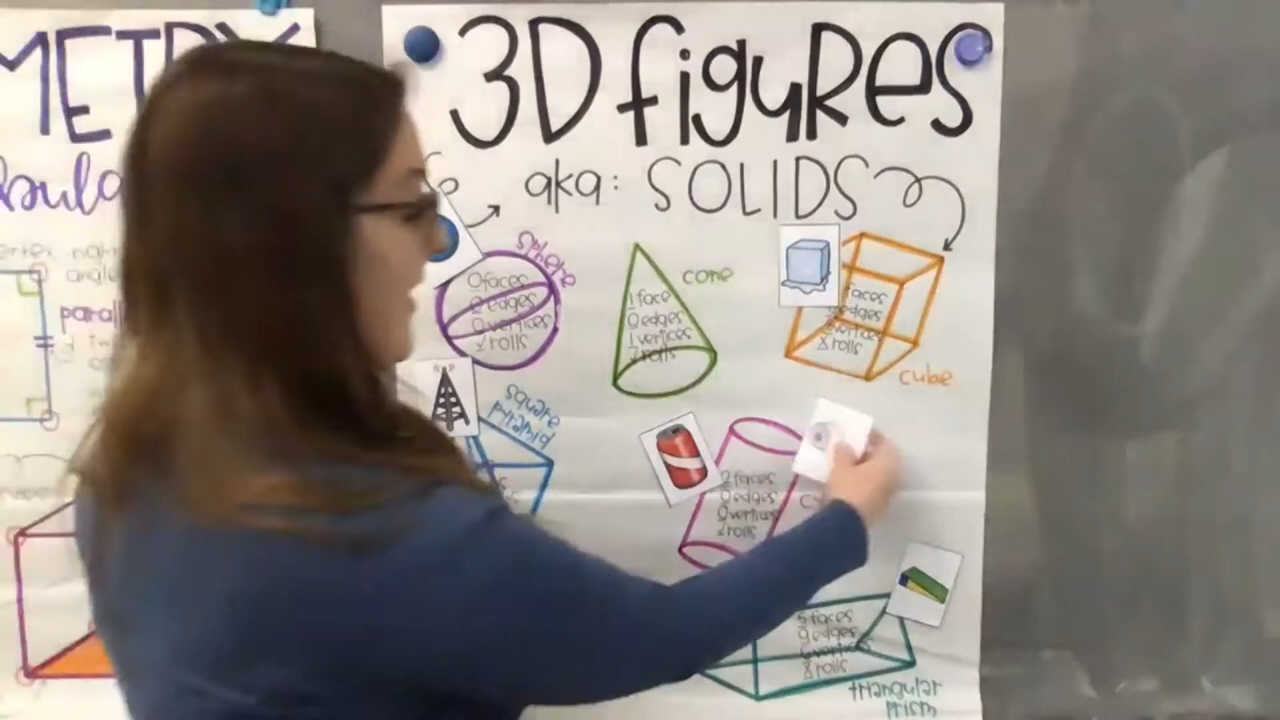 3D figures
aka: SOLIDS
sphere
0 faces
0 edges
0 vertices
✓ rolls
cone
1 face
0 edges
1 vertices
✓ rolls
faces
edges
vertices
X rolls
cube
square
pyramid
2 faces
0 edges
0 vertices
✓ rolls
5 faces
9 edges
6 vertices
X rolls
triangular
prism